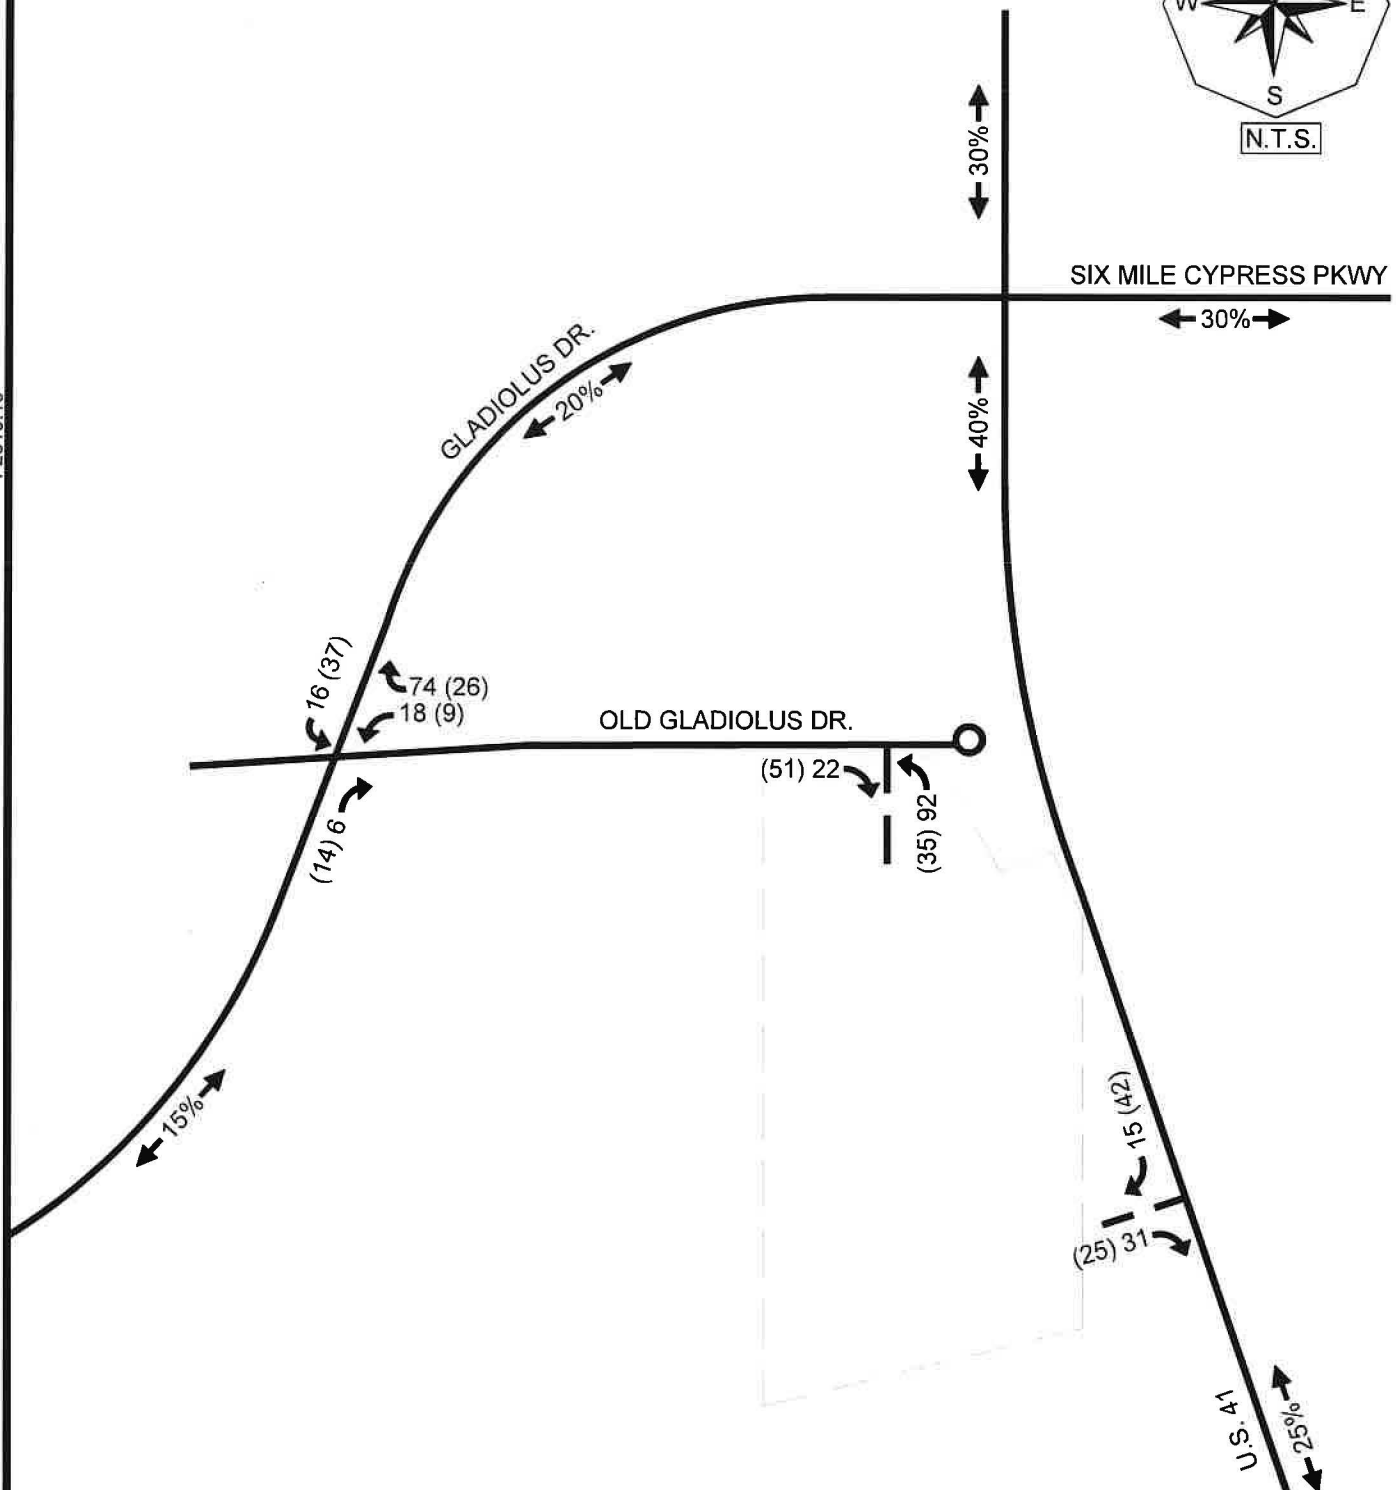 W E
S
N.T.S.
30%
SIX MILE CYPRESS PKWY
30%
GLADIOLUS DR.
20%
40%
16 (37)
74 (26)
18 (9)
OLD GLADIOLUS DR.
(51) 22
(35) 92
(14) 6
15%
15 (42)
(25) 31
U.S. 41
25%